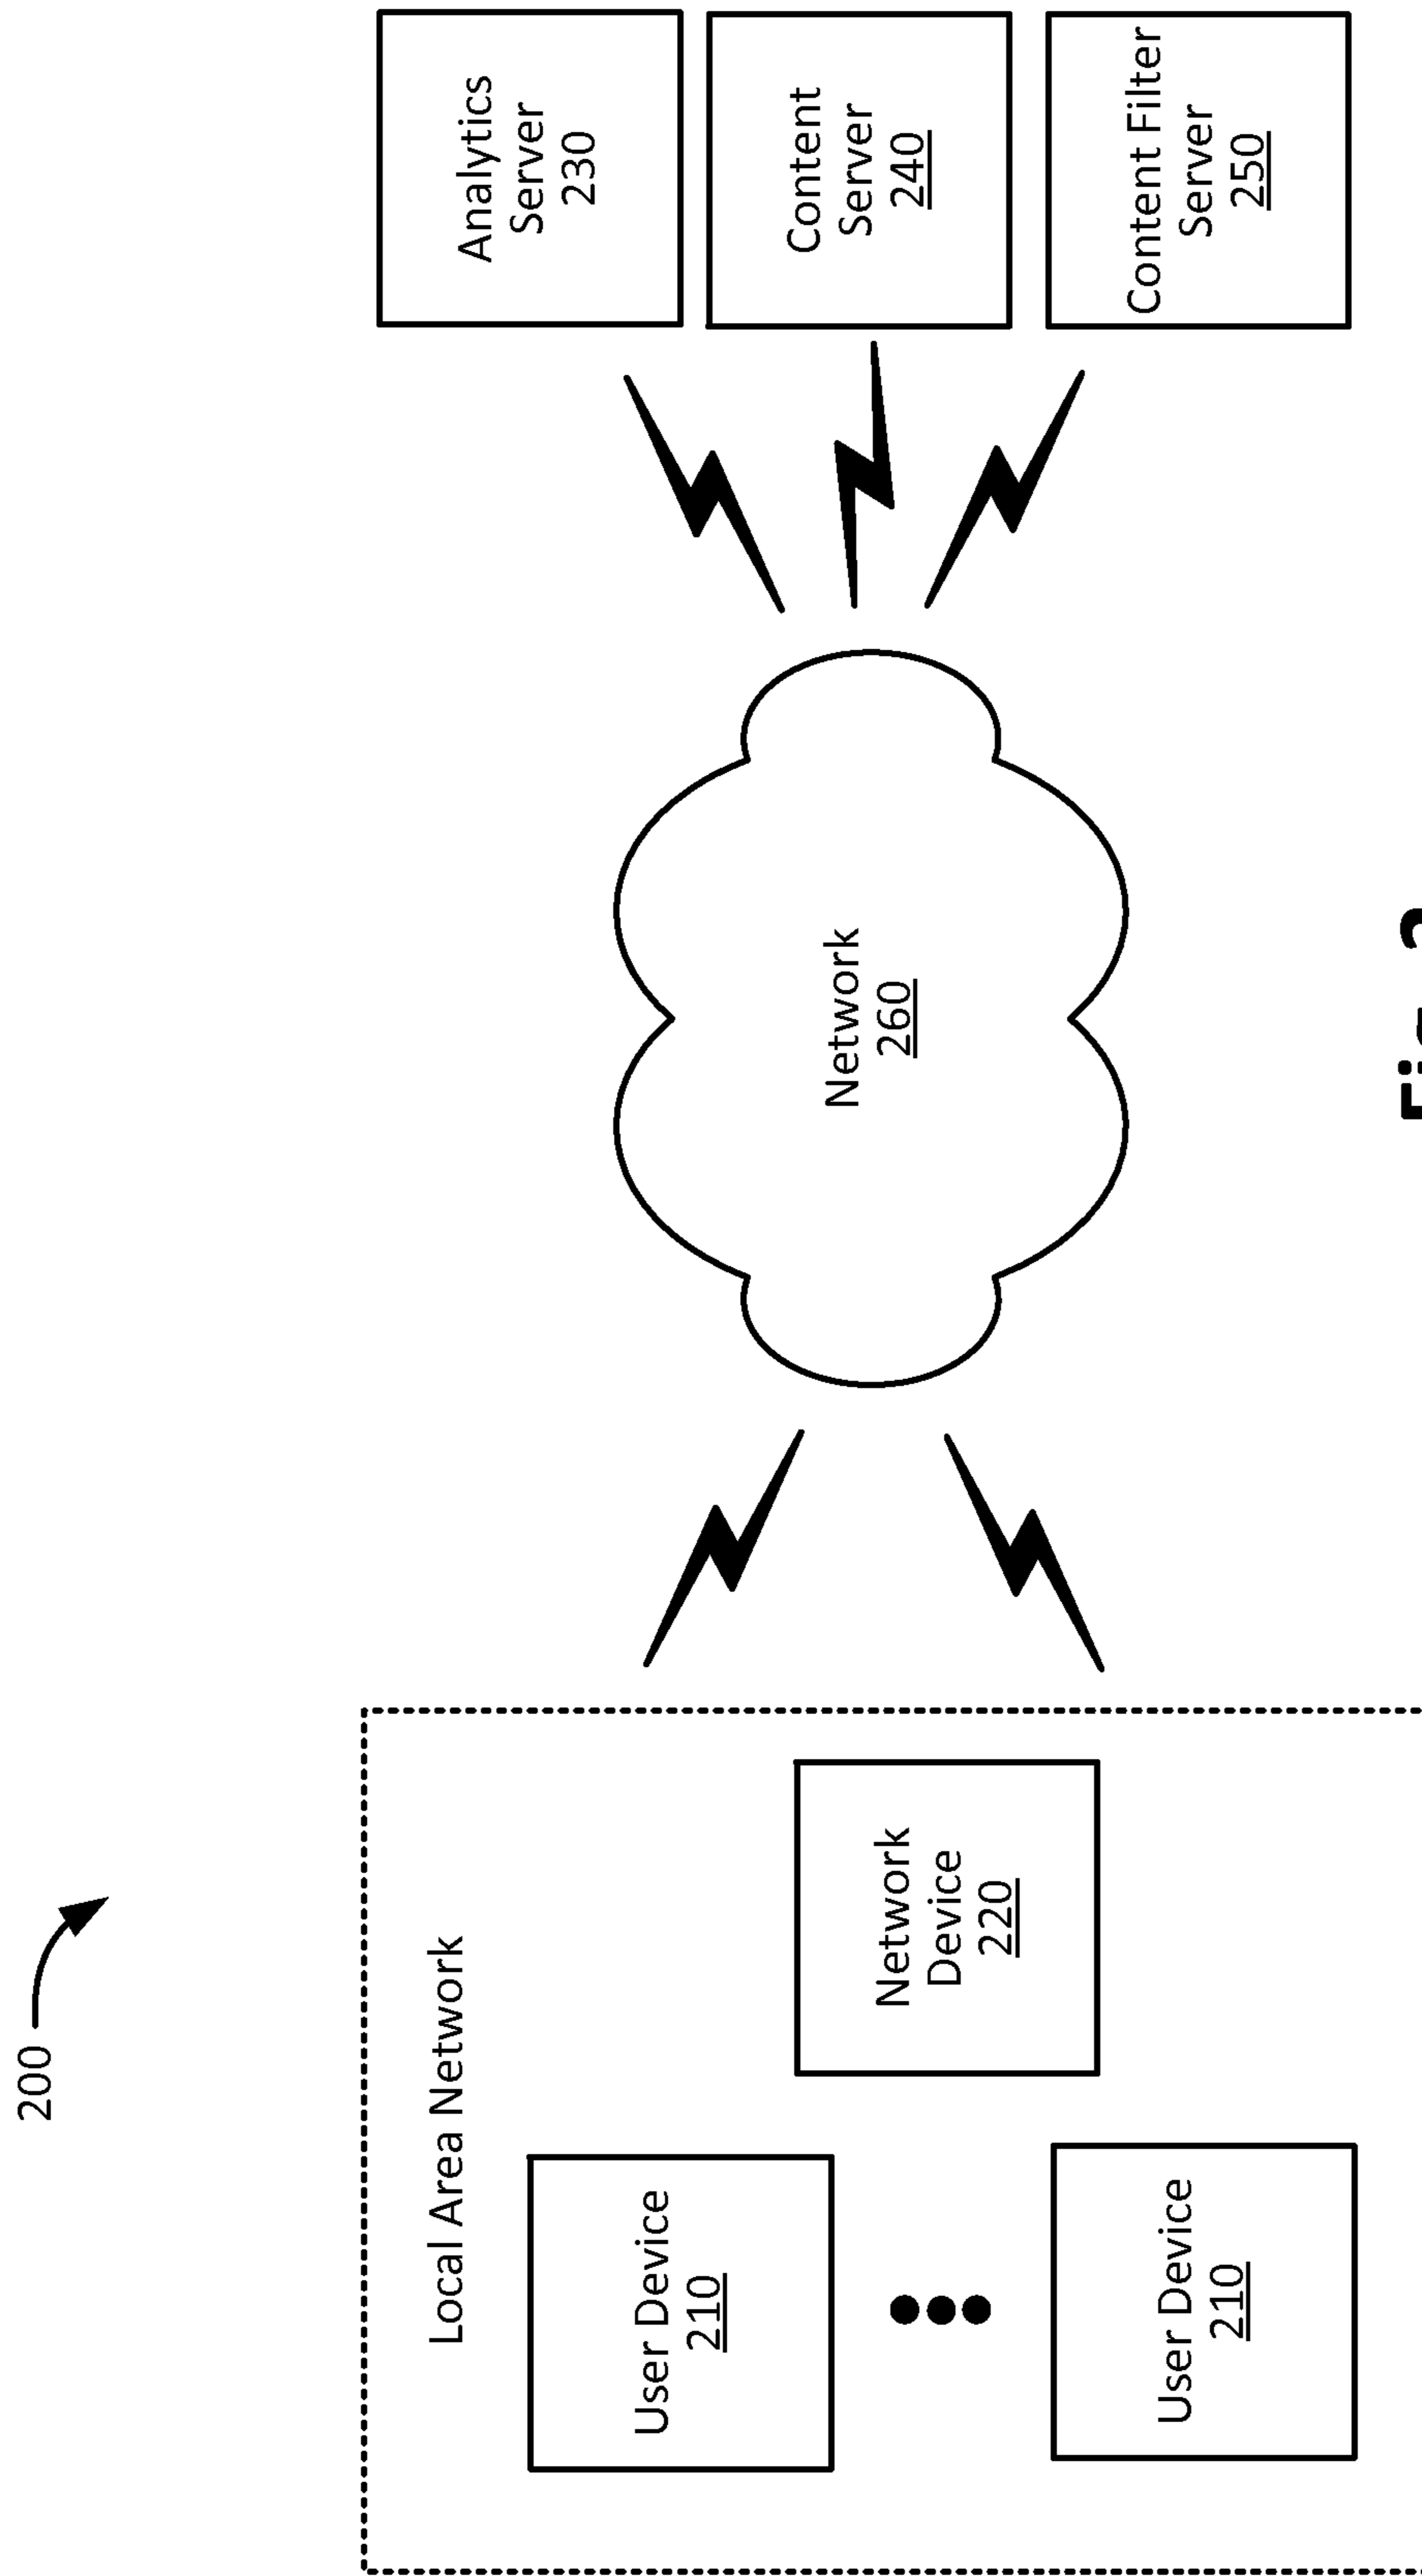 200
Local Area Network
User Device
210
User Device
210
Network
Device
220
Network
260
Analytics
Server
230
Content
Server
240
Content Filter
Server
250